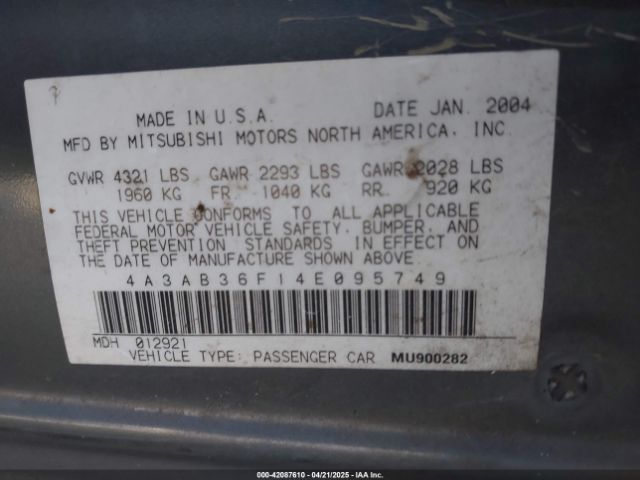 MADE IN U.S.A. DATE JAN. 2004
MFD BY MITSUBISHI MOTORS NORTH AMERICA, INC.
GVWR 4321 LBS GAWR 2293 LBS GAWR 2028 LBS
1960 KG FR. 1040 KG RR. 920 KG
THIS VEHICLE CONFORMS TO ALL APPLICABLE
FEDERAL MOTOR VEHICLE SAFETY, BUMPER, AND
THEFT PREVENTION STANDARDS IN EFFECT ON
THE DATE OF MANUFACTURE SHOWN ABOVE.
4A3AB36F14E095749
MDH 012921
VEHICLE TYPE: PASSENGER CAR MU900282
000-42087610 - 04/21/2025 - IAA Inc.